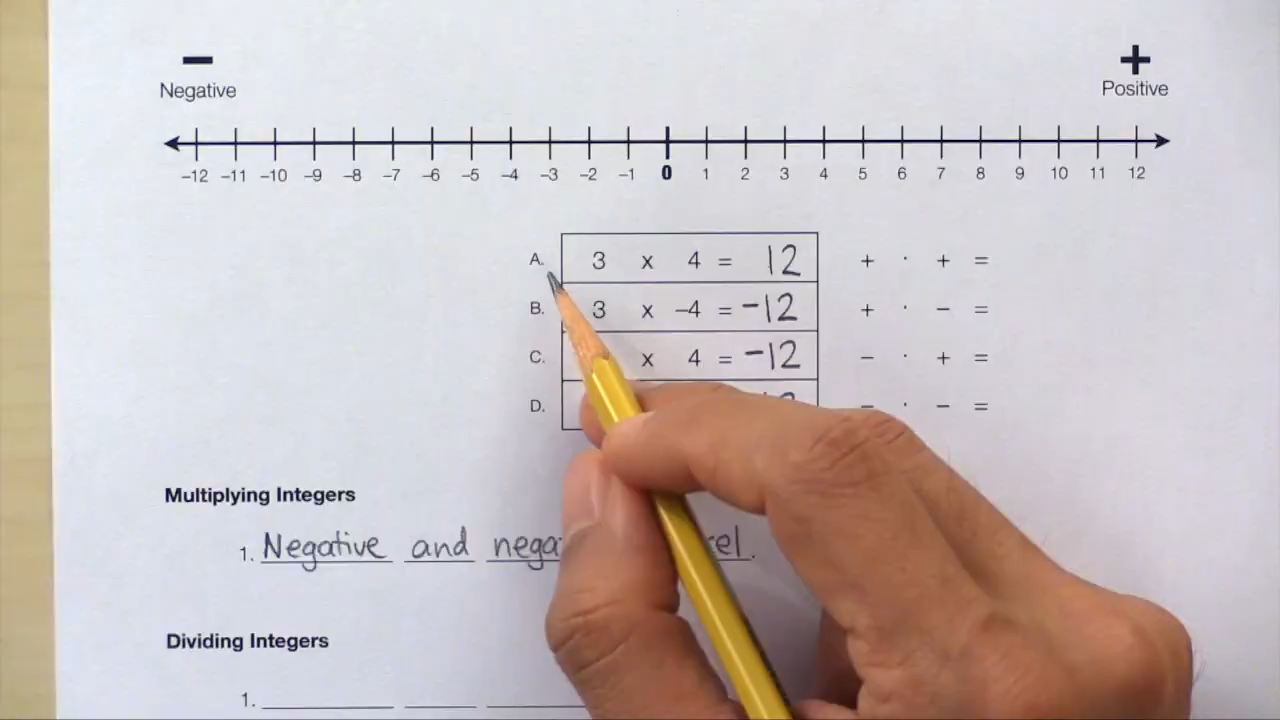 − +
Negative Positive
–12 –11 –10 –9 –8 –7 –6 –5 –4 –3 –2 –1 0 1 2 3 4 5 6 7 8 9 10 11 12
A. 3 x 4 = 12 + · + =
B. 3 x –4 = -12 + · – =
C. x 4 = -12 – · + =
D. – · – =
Multiplying Integers
1. Negative and
Dividing Integers
1.